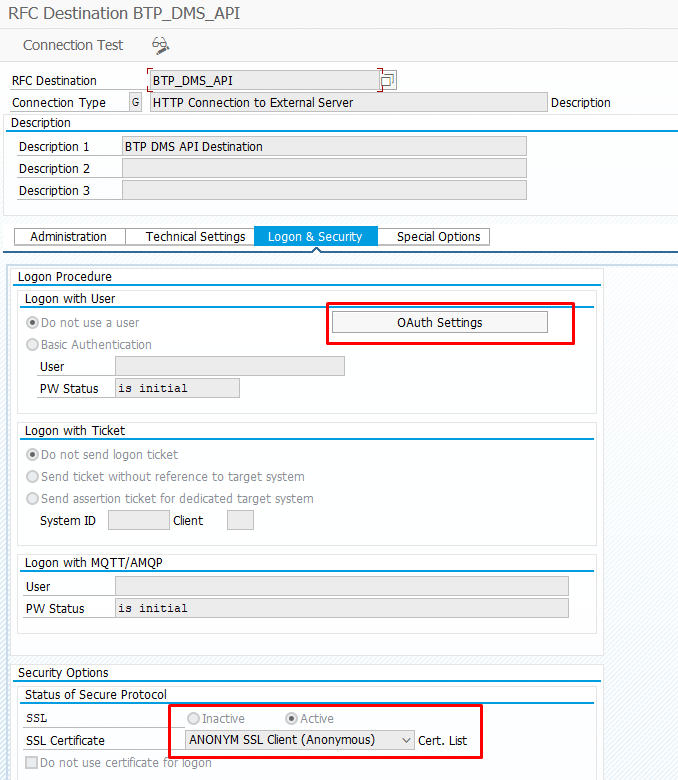 RFC Destination BTP_DMS_API
Connection Test
RFC Destination BTP_DMS_API
Connection Type G HTTP Connection to External Server Description
Description
Description 1 BTP DMS API Destination
Description 2
Description 3
Administration Technical Settings Logon & Security Special Options
Logon Procedure
Logon with User
Do not use a user OAuth Settings
Basic Authentication
User
PW Status is initial
Logon with Ticket
Do not send logon ticket
Send ticket without reference to target system
Send assertion ticket for dedicated target system
System ID Client
Logon with MQTT/AMQP
User
PW Status is initial
Security Options
Status of Secure Protocol
SSL Inactive Active
SSL Certificate ANONYM SSL Client (Anonymous) Cert. List
Do not use certificate for logon